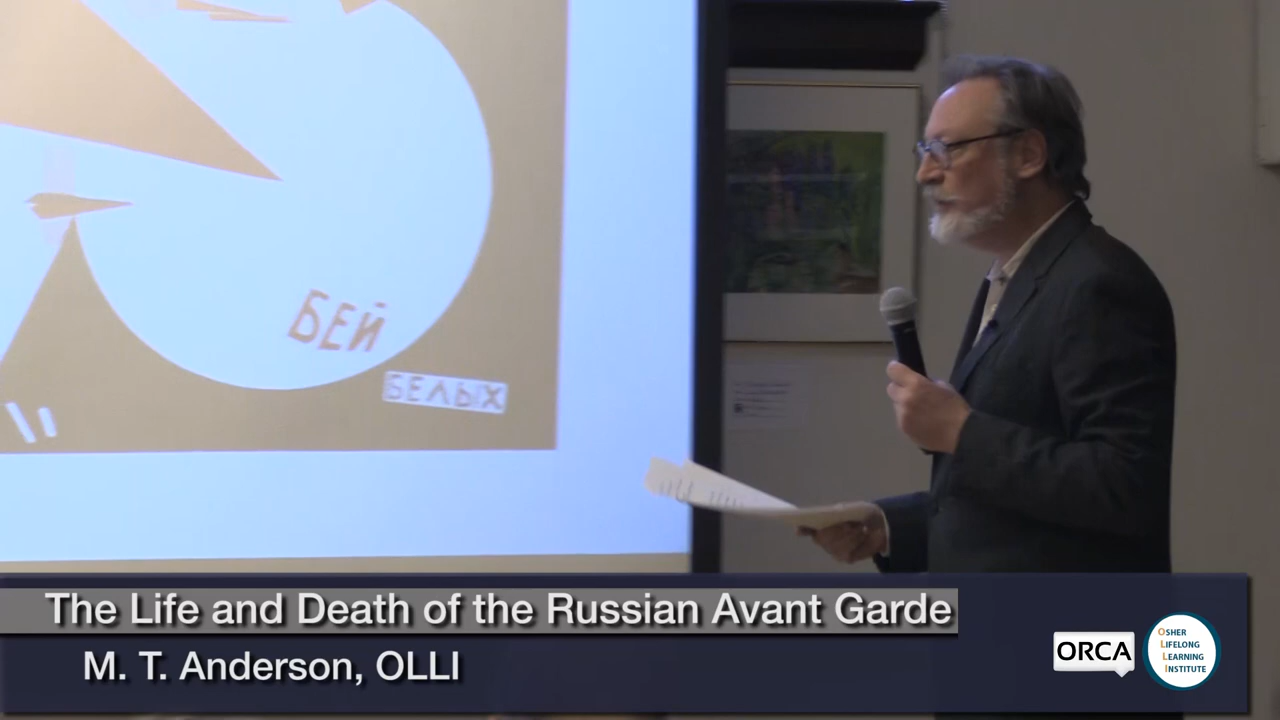 БЕЙ
БЕЛЫХ
The Life and Death of the Russian Avant Garde
M. T. Anderson, OLLI
ORCA
OSHER
LIFELONG
LEARNING
INSTITUTE